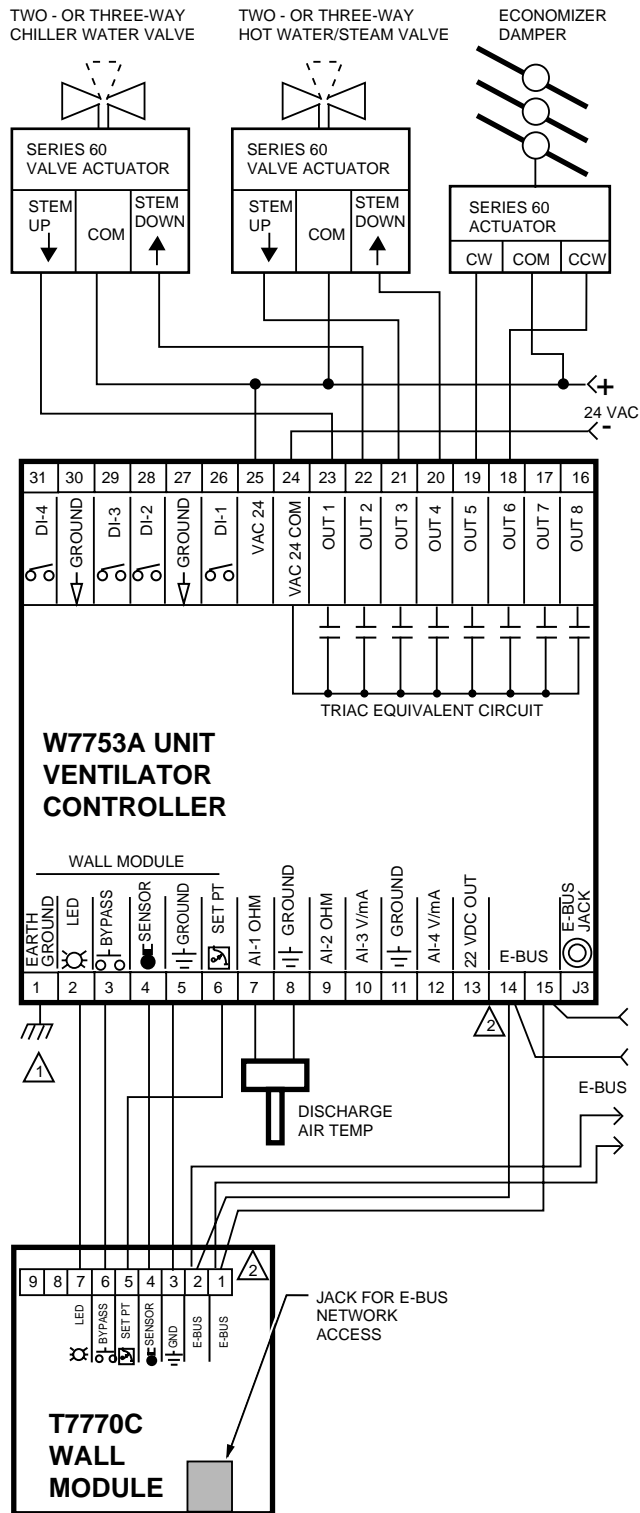 TWO - OR THREE-WAY
CHILLER WATER VALVE
TWO - OR THREE-WAY
HOT WATER/STEAM VALVE
ECONOMIZER
DAMPER
SERIES 60
VALVE ACTUATOR
STEM
UP
COM
STEM
DOWN
SERIES 60
VALVE ACTUATOR
STEM
UP
COM
STEM
DOWN
SERIES 60
ACTUATOR
CW
COM
CCW
+
24 VAC
-
31 30 29 28 27 26 25 24 23 22 21 20 19 18 17 16
DI-4
GROUND
DI-3
DI-2
GROUND
DI-1
VAC 24
VAC 24 COM
OUT 1
OUT 2
OUT 3
OUT 4
OUT 5
OUT 6
OUT 7
OUT 8
TRIAC EQUIVALENT CIRCUIT
W7753A UNIT
VENTILATOR
CONTROLLER
WALL MODULE
EARTH
GROUND
LED
BYPASS
SENSOR
GROUND
SET PT
AI-1 OHM
GROUND
AI-2 OHM
AI-3 V/mA
GROUND
AI-4 V/mA
22 VDC OUT
E-BUS
E-BUS
JACK
1 2 3 4 5 6 7 8 9 10 11 12 13 14 15 J3
1
2
E-BUS
DISCHARGE
AIR TEMP
9 8 7 6 5 4 3 2 1
2
LED
BYPASS
SET PT
SENSOR
GND
E-BUS
E-BUS
JACK FOR E-BUS
NETWORK
ACCESS
T7770C
WALL
MODULE